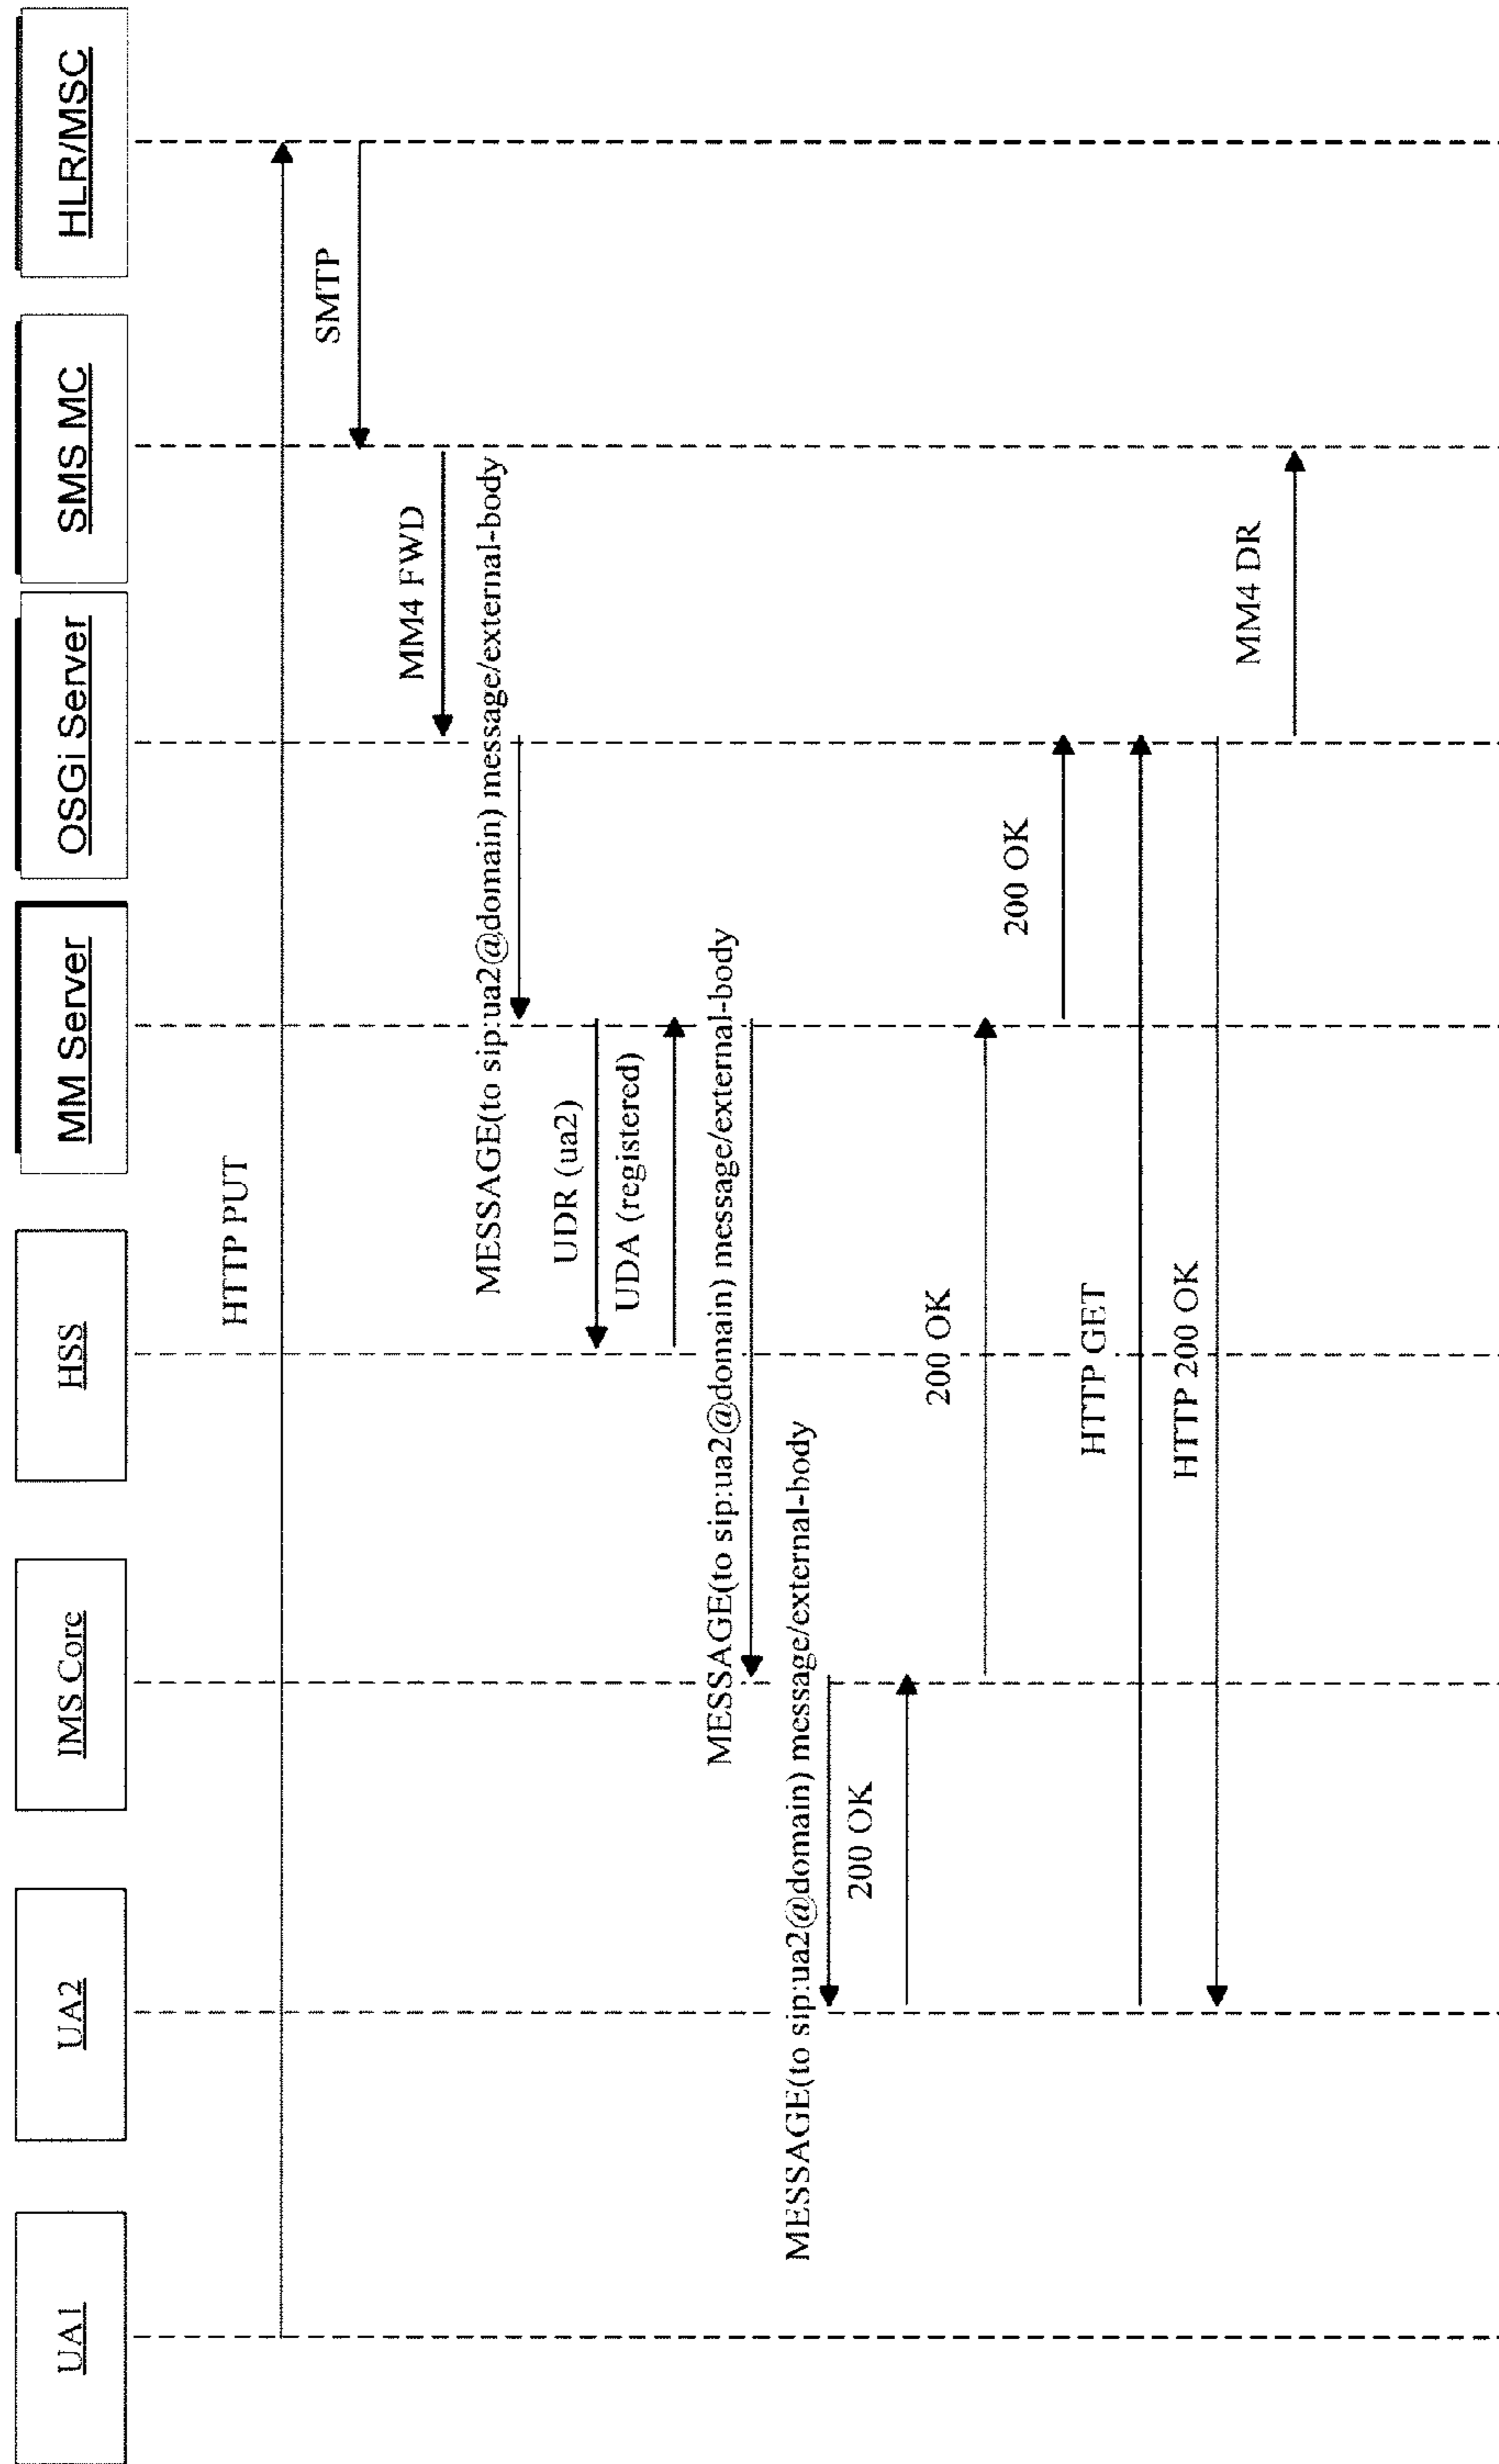 UA1
UA2
IMS Core
HSS
MM Server
OSGi Server
SMS MC
HLR/MSC
HTTP PUT
SMTP
MM4 FWD
MESSAGE(to sip:ua2@domain) message/external-body
UDR (ua2)
UDA (registered)
MESSAGE(to sip:ua2@domain) message/external-body
MESSAGE(to sip:ua2@domain) message/external-body
200 OK
200 OK
200 OK
HTTP GET
HTTP 200 OK
MM4 DR